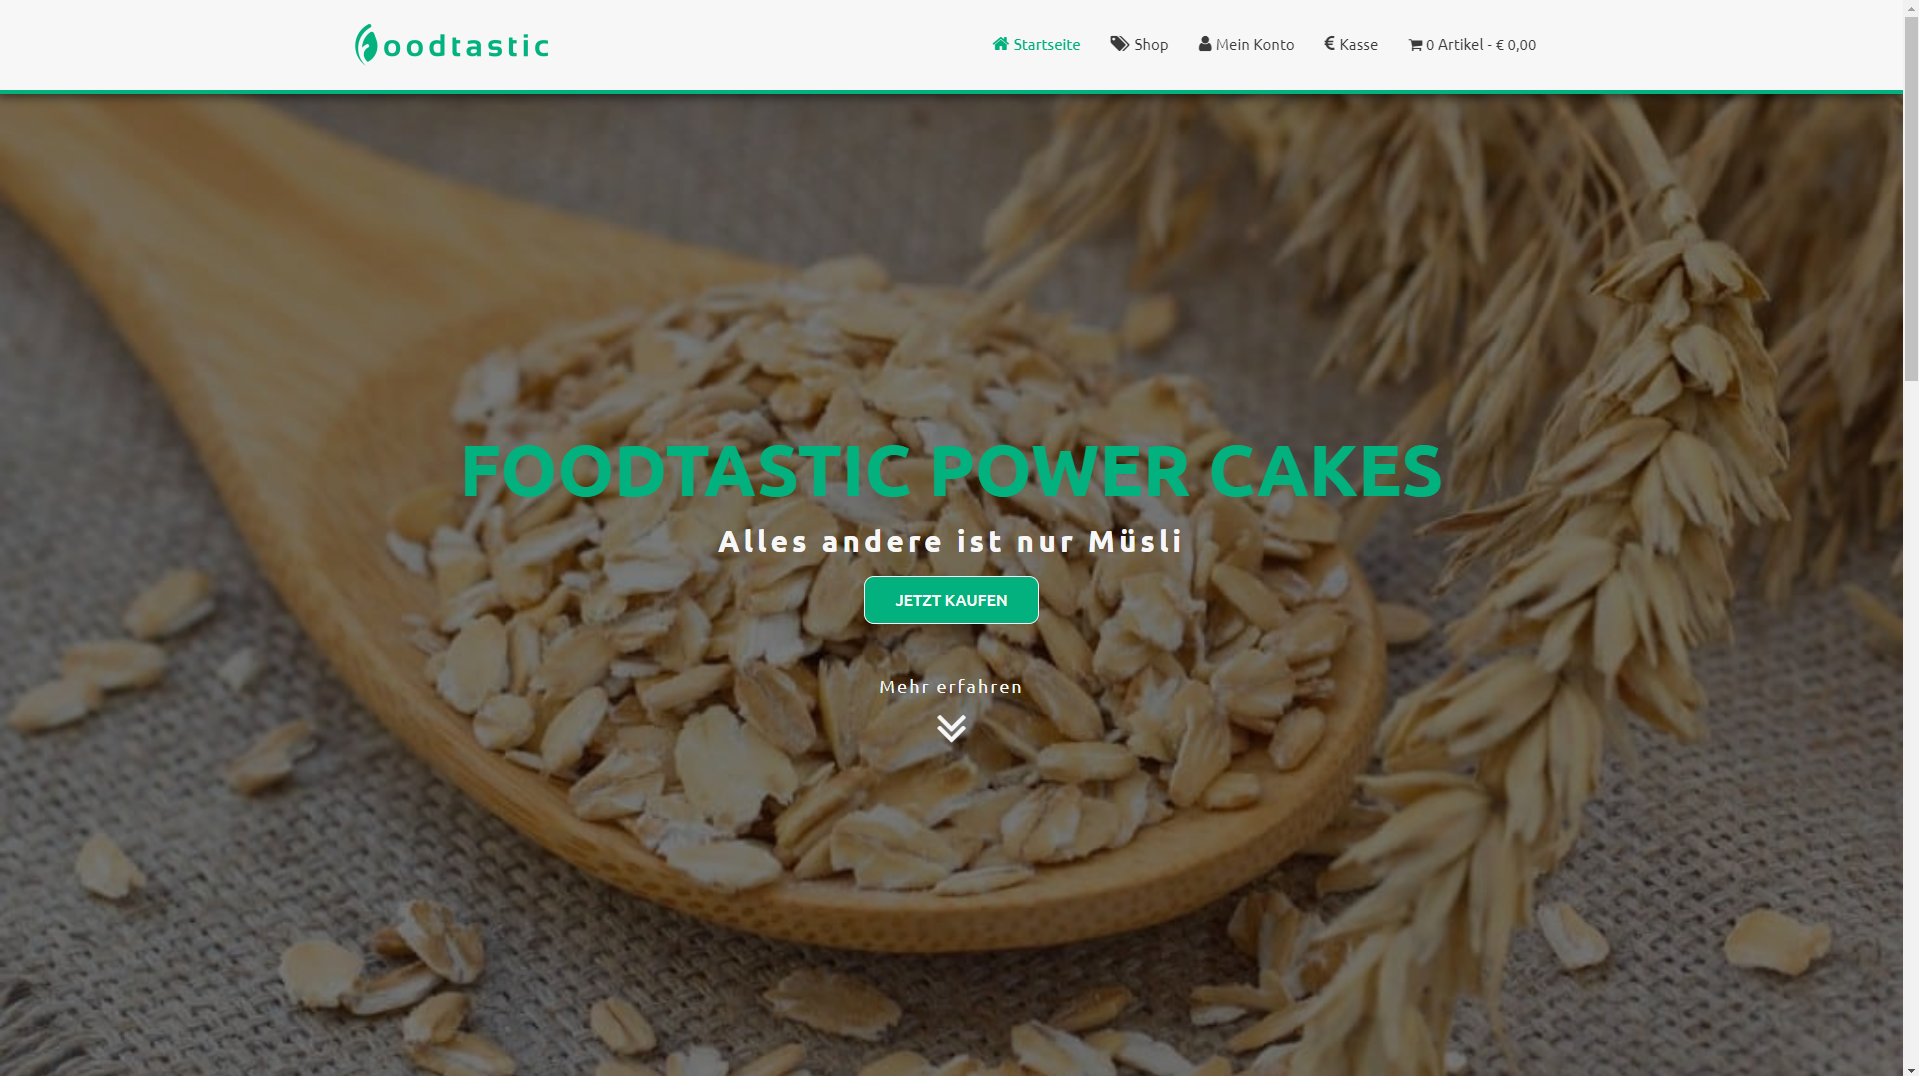 foodtastic
Startseite Shop Mein Konto € Kasse 0 Artikel - € 0,00
FOODTASTIC POWER CAKES
Alles andere ist nur Müsli
JETZT KAUFEN
Mehr erfahren